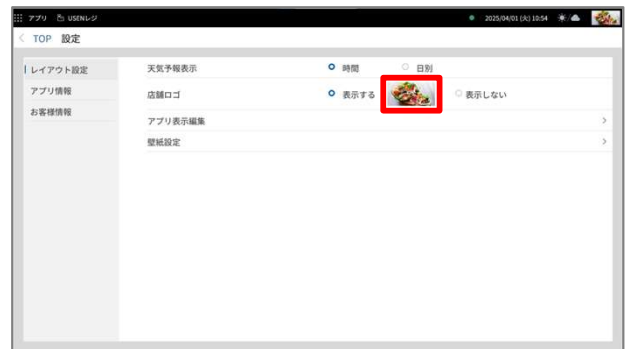 アプリ USENレジ 2025/04/01 (火) 10:54
TOP 設定
レイアウト設定
アプリ情報
お客様情報
天気予報表示 時間 日別
店舗ロゴ 表示する 表示しない
アプリ表示編集
壁紙設定